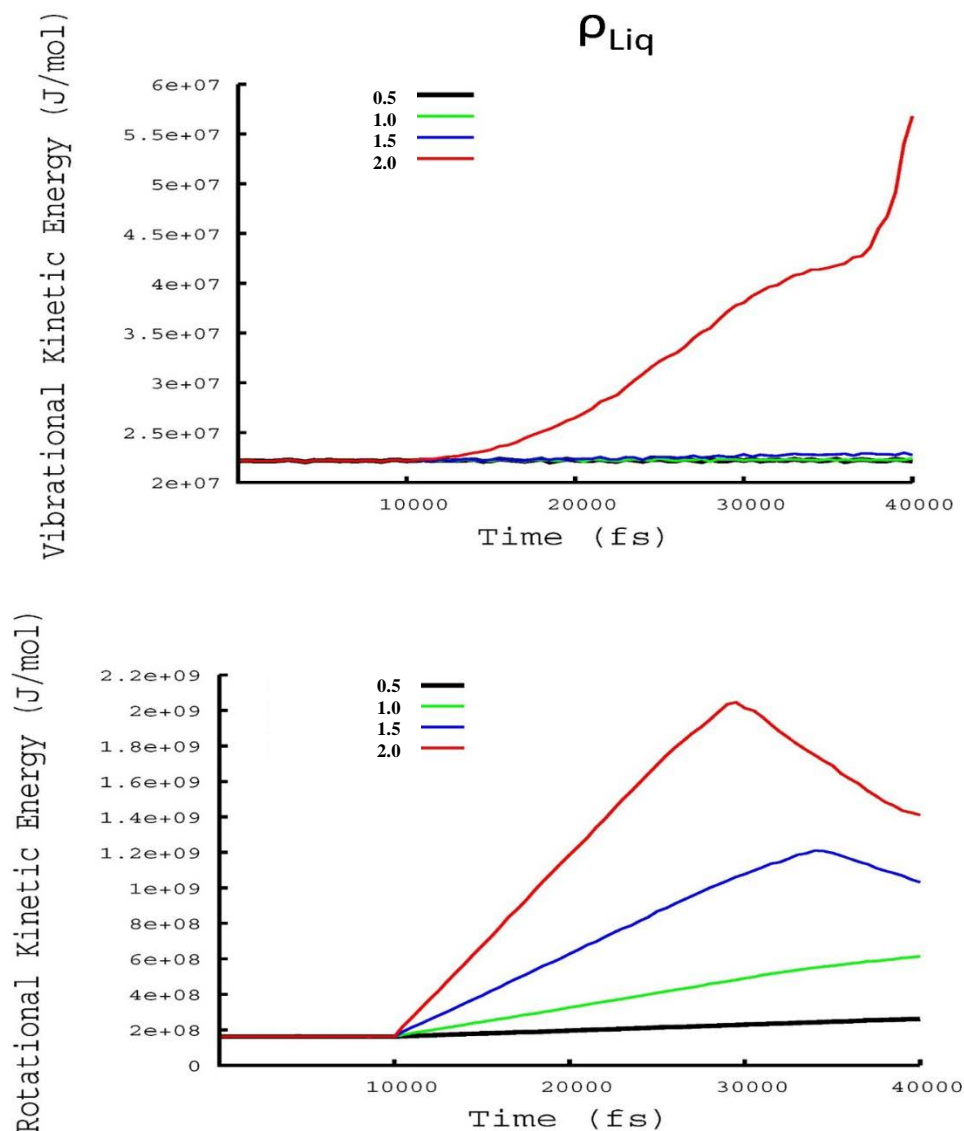 ρLiq
Vibrational Kinetic Energy (J/mol)
6e+07
5.5e+07
5e+07
4.5e+07
4e+07
3.5e+07
3e+07
2.5e+07
2e+07
0.5
1.0
1.5
2.0
10000 20000 30000 40000
Time (fs)
Rotational Kinetic Energy (J/mol)
2.2e+09
2e+09
1.8e+09
1.6e+09
1.4e+09
1.2e+09
1e+09
8e+08
6e+08
4e+08
2e+08
0
0.5
1.0
1.5
2.0
10000 20000 30000 40000
Time (fs)